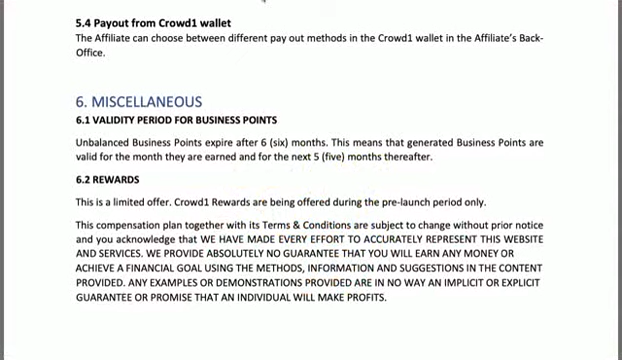 5.4 Payout from Crowd1 wallet
The Affiliate can choose between different pay out methods in the Crowd1 wallet in the Affiliate's Back-
Office.
6. MISCELLANEOUS
6.1 VALIDITY PERIOD FOR BUSINESS POINTS
Unbalanced Business Points expire after 6 (six) months. This means that generated Business Points are
valid for the month they are earned and for the next 5 (five) months thereafter.
6.2 REWARDS
This is a limited offer. Crowd1 Rewards are being offered during the pre-launch period only.
This compensation plan together with its Terms & Conditions are subject to change without prior notice
and you acknowledge that WE HAVE MADE EVERY EFFORT TO ACCURATELY REPRESENT THIS WEBSITE
AND SERVICES. WE PROVIDE ABSOLUTELY NO GUARANTEE THAT YOU WILL EARN ANY MONEY OR
ACHIEVE A FINANCIAL GOAL USING THE METHODS, INFORMATION AND SUGGESTIONS IN THE CONTENT
PROVIDED. ANY EXAMPLES OR DEMONSTRATIONS PROVIDED ARE IN NO WAY AN IMPLICIT OR EXPLICIT
GUARANTEE OR PROMISE THAT AN INDIVIDUAL WILL MAKE PROFITS.